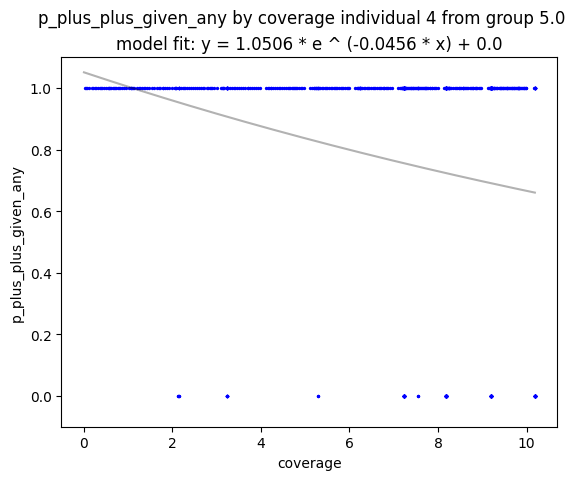 p_plus_plus_given_any by coverage individual 4 from group 5.0
model fit: y = 1.0506 * e ^ (-0.0456 * x) + 0.0
p_plus_plus_given_any
1.0
0.8
0.6
0.4
0.2
0.0
0 2 4 6 8 10
coverage